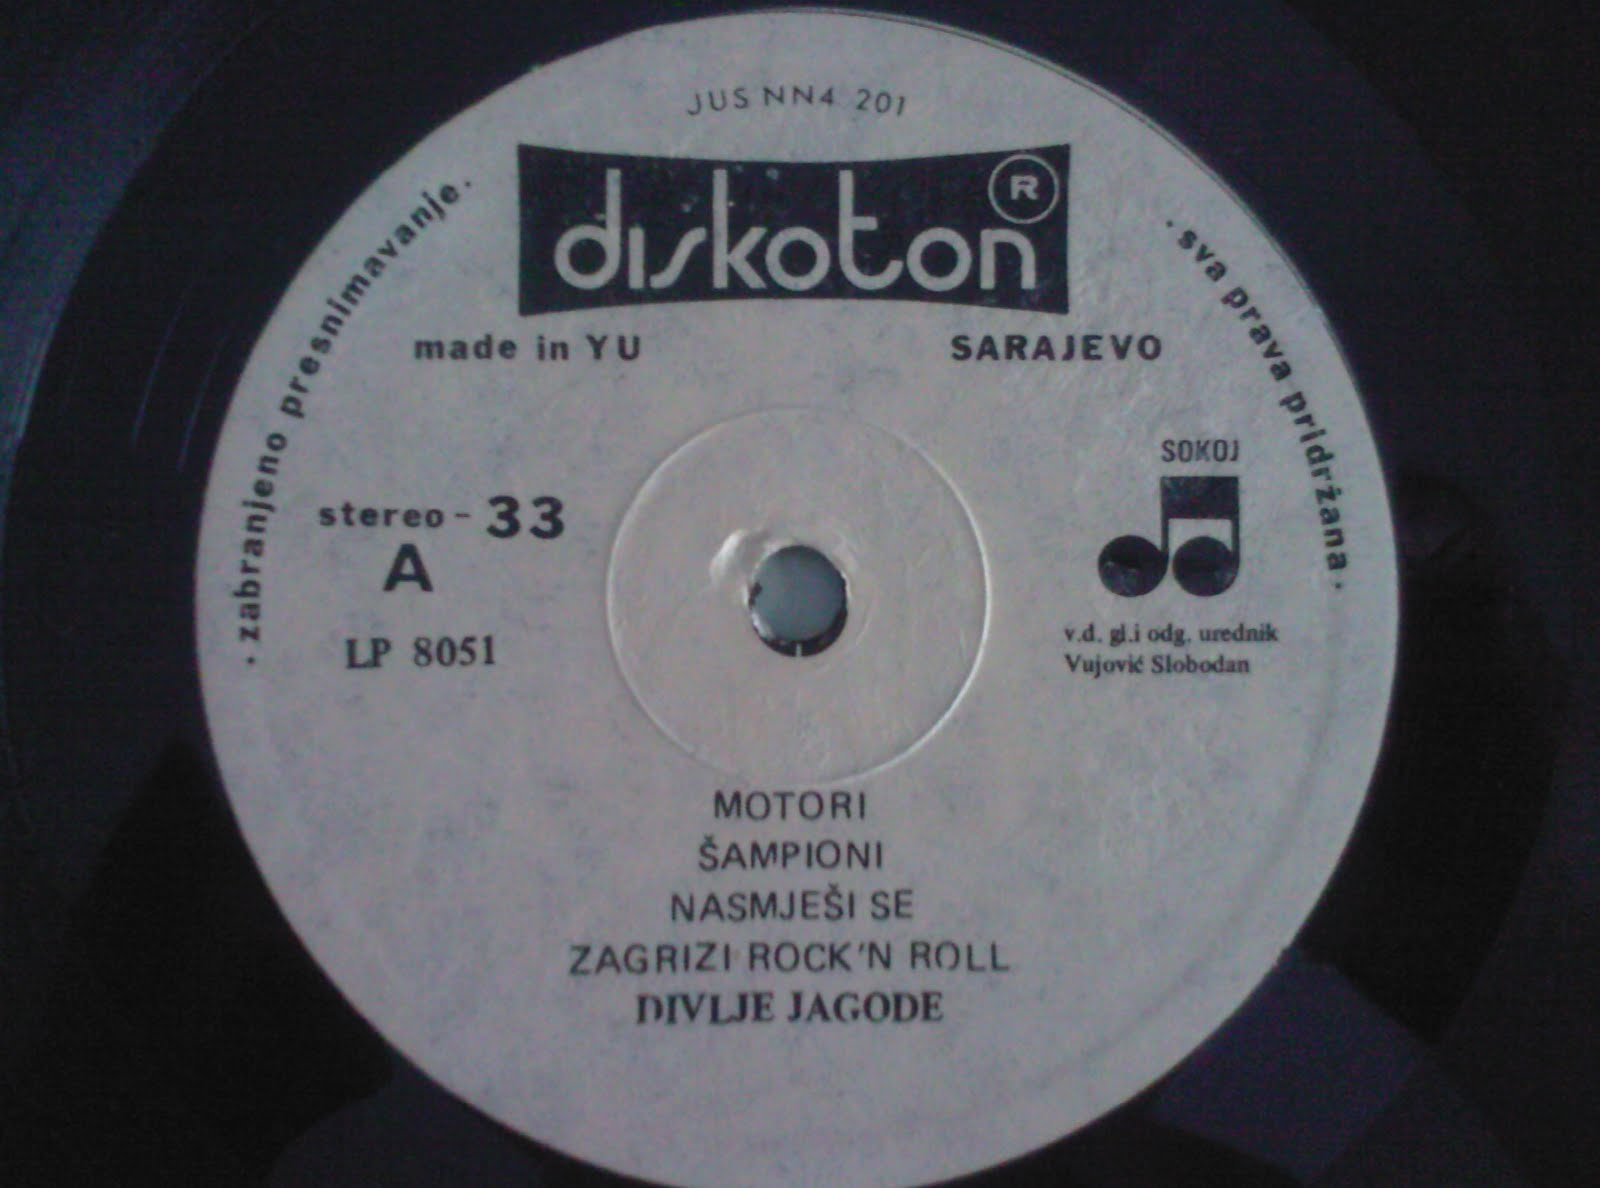 JUS NN4 201
diskoton
R
· zabranjeno presnimavanje ·
· sva prava pridržana ·
made in YU
SARAJEVO
SOKOJ
stereo - 33
A
LP 8051
v.d. gl.i odg. urednik
Vujović Slobodan
MOTORI
ŠAMPIONI
NASMJEŠI SE
ZAGRIZI ROCK'N ROLL
DIVLJE JAGODE